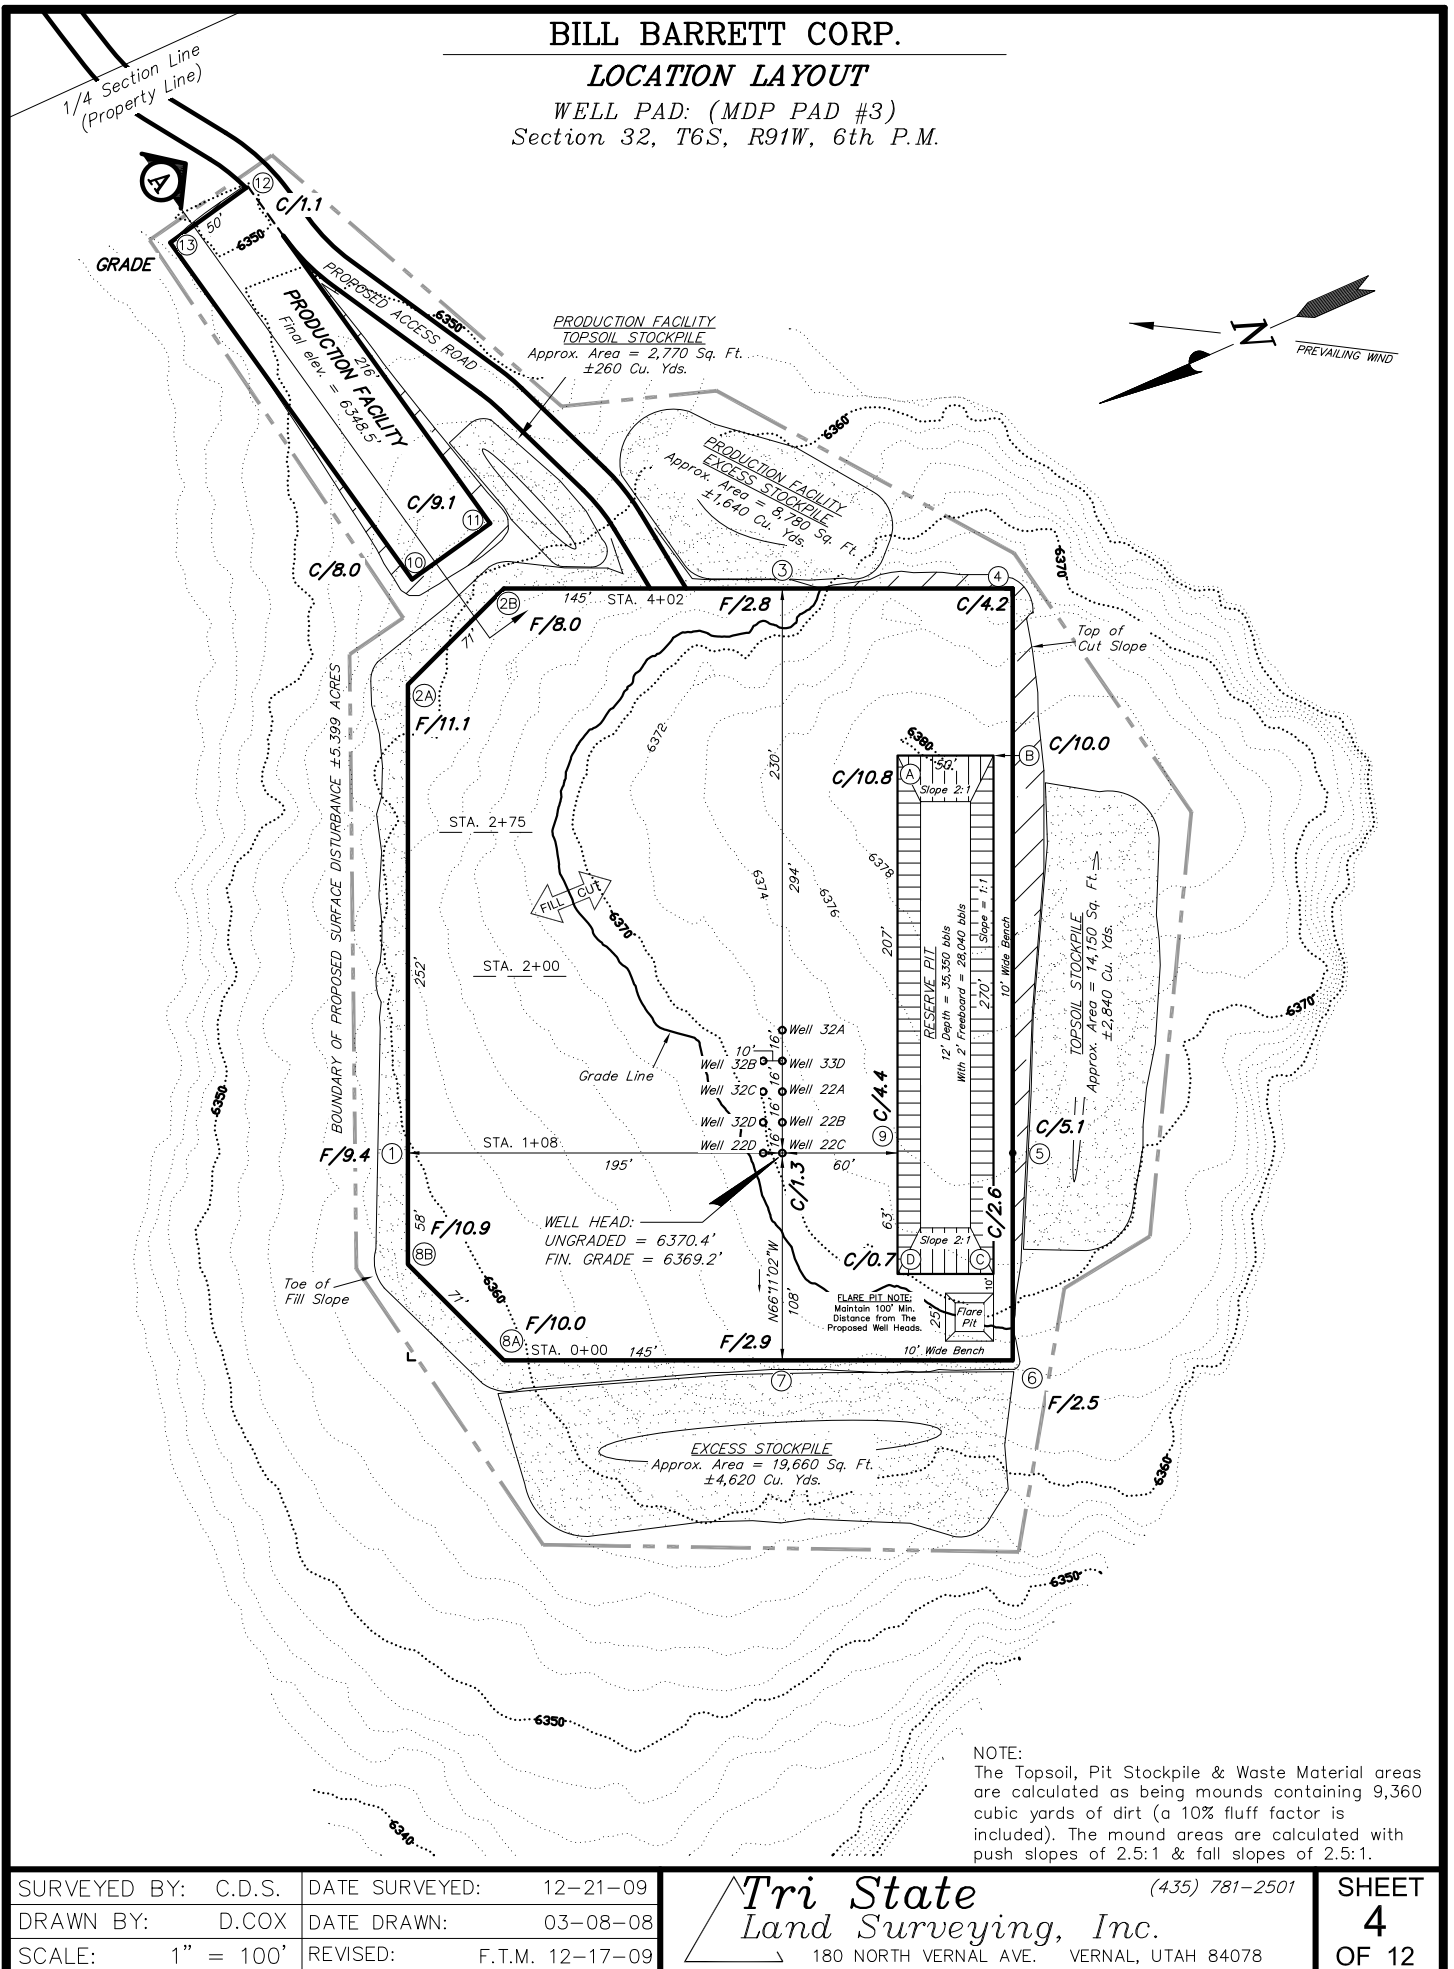 BILL BARRETT CORP.
LOCATION LAYOUT
WELL PAD: (MDP PAD #3)
Section 32, T6S, R91W, 6th P.M.
1/4 Section Line
(Property Line)
A
12
C/1.1
50'
13
6350
GRADE
PROPOSED ACCESS ROAD
6350
PRODUCTION FACILITY
Final elev. = 6348.5'
216'
PRODUCTION FACILITY
TOPSOIL STOCKPILE
Approx. Area = 2,770 Sq. Ft.
±260 Cu. Yds.
N
PREVAILING WIND
PRODUCTION FACILITY
EXCESS STOCKPILE
Approx. Area = 8,780 Sq. Ft.
±1,640 Cu. Yds.
6360
6370
C/9.1
11
10
C/8.0
3
4
2B
145'
STA. 4+02
F/2.8
C/4.2
F/8.0
71'
Top of
Cut Slope
2A
F/11.1
6372
230'
6380
50'
B
C/10.0
C/10.8
A
Slope 2:1
STA. 2+75
BOUNDARY OF PROPOSED SURFACE DISTURBANCE ±5.399 ACRES
FILL
CUT
6370
6374
294'
6376
6378
207'
RESERVE PIT
12' Depth = 35,350 bbls
With 2' Freeboard = 28,040 bbls
270'
Slope = 1:1
10' Wide Bench
TOPSOIL STOCKPILE
Approx. Area = 14,150 Sq. Ft.
±2,840 Cu. Yds.
252'
STA. 2+00
6370
Grade Line
Well 32A
16'
10'
Well 32B
Well 33D
16'
Well 32C
Well 22A
16'
Well 32D
Well 22B
16'
Well 22D
Well 22C
6350
C/4.4
9
C/5.1
5
F/9.4
1
STA. 1+08
195'
60'
C/1.3
58'
F/10.9
8B
WELL HEAD:
UNGRADED = 6370.4'
FIN. GRADE = 6369.2'
63'
C/2.6
C/0.7
D
Slope 2:1
C
N66°11'02"W
108'
Toe of
Fill Slope
71'
6360
FLARE PIT NOTE:
Maintain 100' Min.
Distance from The
Proposed Well Heads.
25'
10'
Flare
Pit
F/10.0
8A
STA. 0+00
145'
F/2.9
10' Wide Bench
7
6
F/2.5
EXCESS STOCKPILE
Approx. Area = 19,660 Sq. Ft.
±4,620 Cu. Yds.
6360
6350
6350
6340
NOTE:
The Topsoil, Pit Stockpile & Waste Material areas
are calculated as being mounds containing 9,360
cubic yards of dirt (a 10% fluff factor is
included). The mound areas are calculated with
push slopes of 2.5:1 & fall slopes of 2.5:1.
SURVEYED BY: C.D.S.
DATE SURVEYED: 12-21-09
DRAWN BY: D.COX
DATE DRAWN: 03-08-08
SCALE: 1" = 100'
REVISED: F.T.M. 12-17-09
Tri State
(435) 781-2501
Land Surveying, Inc.
180 NORTH VERNAL AVE. VERNAL, UTAH 84078
SHEET
4
OF 12